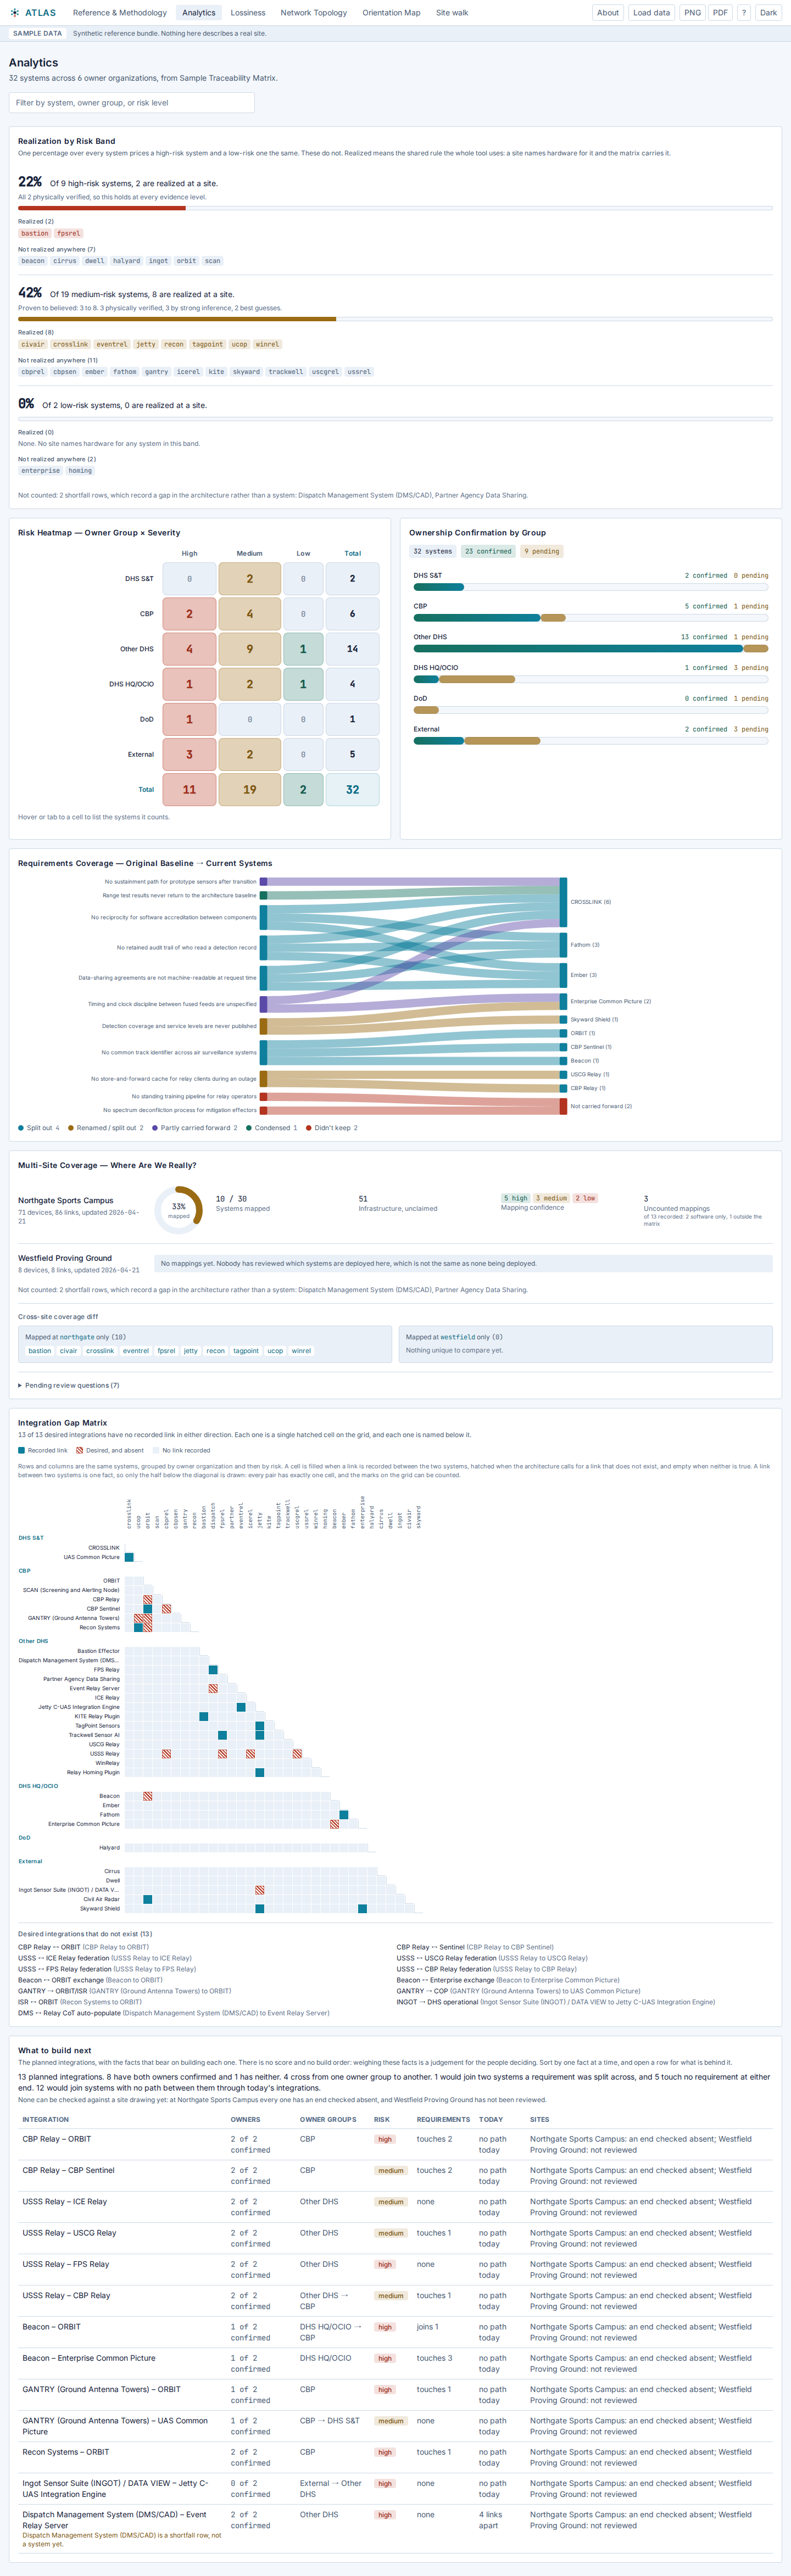 ATLAS Reference & Methodology Analytics Lossiness Network Topology Orientation Map Site walk About Load data PNG PDF ? Dark
SAMPLE DATA Synthetic reference bundle. Nothing here describes a real site.
Analytics
32 systems across 6 owner organizations, from Sample Traceability Matrix.
Filter by system, owner group, or risk level
Realization by Risk Band
One percentage over every system prices a high-risk system and a low-risk one the same. These do not. Realized means the shared rule the whole tool uses: a site names hardware for it and the matrix carries it.
22% Of 9 high-risk systems, 2 are realized at a site.
All 2 physically verified, so this holds at every evidence level.
Realized (2)
bastion fpsrel
Not realized anywhere (7)
beacon cirrus dwell halyard ingot orbit scan
42% Of 19 medium-risk systems, 8 are realized at a site.
Proven to believed: 3 to 8. 3 physically verified, 3 by strong inference, 2 best guesses.
Realized (8)
civair crosslink eventrel jetty recon tagpoint ucop winrel
Not realized anywhere (11)
cbprel cbpsen ember fathom gantry icerel kite skyward trackwell uscgrel ussrel
0% Of 2 low-risk systems, 0 are realized at a site.
Realized (0)
None. No site names hardware for any system in this band.
Not realized anywhere (2)
enterprise homing
Not counted: 2 shortfall rows, which record a gap in the architecture rather than a system: Dispatch Management System (DMS/CAD), Partner Agency Data Sharing.
Risk Heatmap — Owner Group × Severity
High Medium Low Total
DHS S&T 0 2 0 2
CBP 2 4 0 6
Other DHS 4 9 1 14
DHS HQ/OCIO 1 2 1 4
DoD 1 0 0 1
External 3 2 0 5
Total 11 19 2 32
Hover or tab to a cell to list the systems it counts.
Ownership Confirmation by Group
32 systems 23 confirmed 9 pending
DHS S&T 2 confirmed 0 pending
CBP 5 confirmed 1 pending
Other DHS 13 confirmed 1 pending
DHS HQ/OCIO 1 confirmed 3 pending
DoD 0 confirmed 1 pending
External 2 confirmed 3 pending
Requirements Coverage — Original Baseline → Current Systems
No sustainment path for prototype sensors after transition
Range test results never return to the architecture baseline
No reciprocity for software accreditation between components
No retained audit trail of who read a detection record
Data-sharing agreements are not machine-readable at request time
Timing and clock discipline between fused feeds are unspecified
Detection coverage and service levels are never published
No common track identifier across air surveillance systems
No store-and-forward cache for relay clients during an outage
No standing training pipeline for relay operators
No spectrum deconfliction process for mitigation effectors
CROSSLINK (6)
Fathom (3)
Ember (3)
Enterprise Common Picture (2)
Skyward Shield (1)
ORBIT (1)
CBP Sentinel (1)
Beacon (1)
USCG Relay (1)
CBP Relay (1)
Not carried forward (2)
Split out 4 Renamed / split out 2 Partly carried forward 2 Condensed 1 Didn't keep 2
Multi-Site Coverage — Where Are We Really?
Northgate Sports Campus
71 devices, 86 links, updated 2026-04-
21
33%
mapped
10 / 30
Systems mapped
51
Infrastructure, unclaimed
5 high 3 medium 2 low
Mapping confidence
3
Uncounted mappings
of 13 recorded: 2 software only, 1 outside the
matrix
Westfield Proving Ground
8 devices, 8 links, updated 2026-04-21
No mappings yet. Nobody has reviewed which systems are deployed here, which is not the same as none being deployed.
Not counted: 2 shortfall rows, which record a gap in the architecture rather than a system: Dispatch Management System (DMS/CAD), Partner Agency Data Sharing.
Cross-site coverage diff
Mapped at northgate only (10)
bastion civair crosslink eventrel fpsrel jetty recon tagpoint ucop winrel
Mapped at westfield only (0)
Nothing unique to compare yet.
▶ Pending review questions (7)
Integration Gap Matrix
13 of 13 desired integrations have no recorded link in either direction. Each one is a single hatched cell on the grid, and each one is named below it.
Recorded link Desired, and absent No link recorded
Rows and columns are the same systems, grouped by owner organization and then by risk. A cell is filled when a link is recorded between the two systems, hatched when the architecture calls for a link that does not exist, and empty when neither is true. A link
between two systems is one fact, so only the half below the diagonal is drawn: every pair has exactly one cell, and the marks on the grid can be counted.
crosslink ucop orbit scan cbprel cbpsen gantry recon bastion dispatch fpsrel partner eventrel icerel jetty kite tagpoint trackwell uscgrel ussrel winrel homing beacon ember fathom enterprise halyard cirrus dwell ingot civair skyward
DHS S&T
CROSSLINK
UAS Common Picture
CBP
ORBIT
SCAN (Screening and Alerting Node)
CBP Relay
CBP Sentinel
GANTRY (Ground Antenna Towers)
Recon Systems
Other DHS
Bastion Effector
Dispatch Management System (DMS...
FPS Relay
Partner Agency Data Sharing
Event Relay Server
ICE Relay
Jetty C-UAS Integration Engine
KITE Relay Plugin
TagPoint Sensors
Trackwell Sensor AI
USCG Relay
USSS Relay
WinRelay
Relay Homing Plugin
DHS HQ/OCIO
Beacon
Ember
Fathom
Enterprise Common Picture
DoD
Halyard
External
Cirrus
Dwell
Ingot Sensor Suite (INGOT) / DATA V...
Civil Air Radar
Skyward Shield
Desired integrations that do not exist (13)
CBP Relay ↔ ORBIT (CBP Relay to ORBIT)
CBP Relay ↔ Sentinel (CBP Relay to CBP Sentinel)
USSS ↔ ICE Relay federation (USSS Relay to ICE Relay)
USSS ↔ USCG Relay federation (USSS Relay to USCG Relay)
USSS ↔ FPS Relay federation (USSS Relay to FPS Relay)
USSS ↔ CBP Relay federation (USSS Relay to CBP Relay)
Beacon ↔ ORBIT exchange (Beacon to ORBIT)
Beacon ↔ Enterprise exchange (Beacon to Enterprise Common Picture)
GANTRY → ORBIT/ISR (GANTRY (Ground Antenna Towers) to ORBIT)
GANTRY → COP (GANTRY (Ground Antenna Towers) to UAS Common Picture)
ISR ↔ ORBIT (Recon Systems to ORBIT)
INGOT → DHS operational (Ingot Sensor Suite (INGOT) / DATA VIEW to Jetty C-UAS Integration Engine)
DMS ↔ Relay CoT auto-populate (Dispatch Management System (DMS/CAD) to Event Relay Server)
What to build next
The planned integrations, with the facts that bear on building each one. There is no score and no build order: weighing these facts is a judgement for the people deciding. Sort by one fact at a time, and open a row for what is behind it.
13 planned integrations. 8 have both owners confirmed and 1 has neither. 4 cross from one owner group to another. 1 would join two systems a requirement was split across, and 5 touch no requirement at either
end. 12 would join systems with no path between them through today's integrations.
None can be checked against a site drawing yet: at Northgate Sports Campus every one has an end checked absent, and Westfield Proving Ground has not been reviewed.
INTEGRATION OWNERS OWNER GROUPS RISK REQUIREMENTS TODAY SITES
CBP Relay – ORBIT 2 of 2 confirmed CBP high touches 2 no path today Northgate Sports Campus: an end checked absent; Westfield Proving Ground: not reviewed
CBP Relay – CBP Sentinel 2 of 2 confirmed CBP medium touches 2 no path today Northgate Sports Campus: an end checked absent; Westfield Proving Ground: not reviewed
USSS Relay – ICE Relay 2 of 2 confirmed Other DHS medium none no path today Northgate Sports Campus: an end checked absent; Westfield Proving Ground: not reviewed
USSS Relay – USCG Relay 2 of 2 confirmed Other DHS medium touches 1 no path today Northgate Sports Campus: an end checked absent; Westfield Proving Ground: not reviewed
USSS Relay – FPS Relay 2 of 2 confirmed Other DHS high none no path today Northgate Sports Campus: an end checked absent; Westfield Proving Ground: not reviewed
USSS Relay – CBP Relay 2 of 2 confirmed Other DHS → CBP medium touches 1 no path today Northgate Sports Campus: an end checked absent; Westfield Proving Ground: not reviewed
Beacon – ORBIT 1 of 2 confirmed DHS HQ/OCIO → CBP high joins 1 no path today Northgate Sports Campus: an end checked absent; Westfield Proving Ground: not reviewed
Beacon – Enterprise Common Picture 1 of 2 confirmed DHS HQ/OCIO high touches 3 no path today Northgate Sports Campus: an end checked absent; Westfield Proving Ground: not reviewed
GANTRY (Ground Antenna Towers) – ORBIT 1 of 2 confirmed CBP high touches 1 no path today Northgate Sports Campus: an end checked absent; Westfield Proving Ground: not reviewed
GANTRY (Ground Antenna Towers) – UAS Common Picture 1 of 2 confirmed CBP → DHS S&T medium none no path today Northgate Sports Campus: an end checked absent; Westfield Proving Ground: not reviewed
Recon Systems – ORBIT 2 of 2 confirmed CBP high touches 1 no path today Northgate Sports Campus: an end checked absent; Westfield Proving Ground: not reviewed
Ingot Sensor Suite (INGOT) / DATA VIEW – Jetty C-UAS Integration Engine 0 of 2 confirmed External → Other DHS high none no path today Northgate Sports Campus: an end checked absent; Westfield Proving Ground: not reviewed
Dispatch Management System (DMS/CAD) – Event Relay Server 2 of 2 confirmed Other DHS high none 4 links apart Northgate Sports Campus: an end checked absent; Westfield Proving Ground: not reviewed
Dispatch Management System (DMS/CAD) is a shortfall row, not
a system yet.